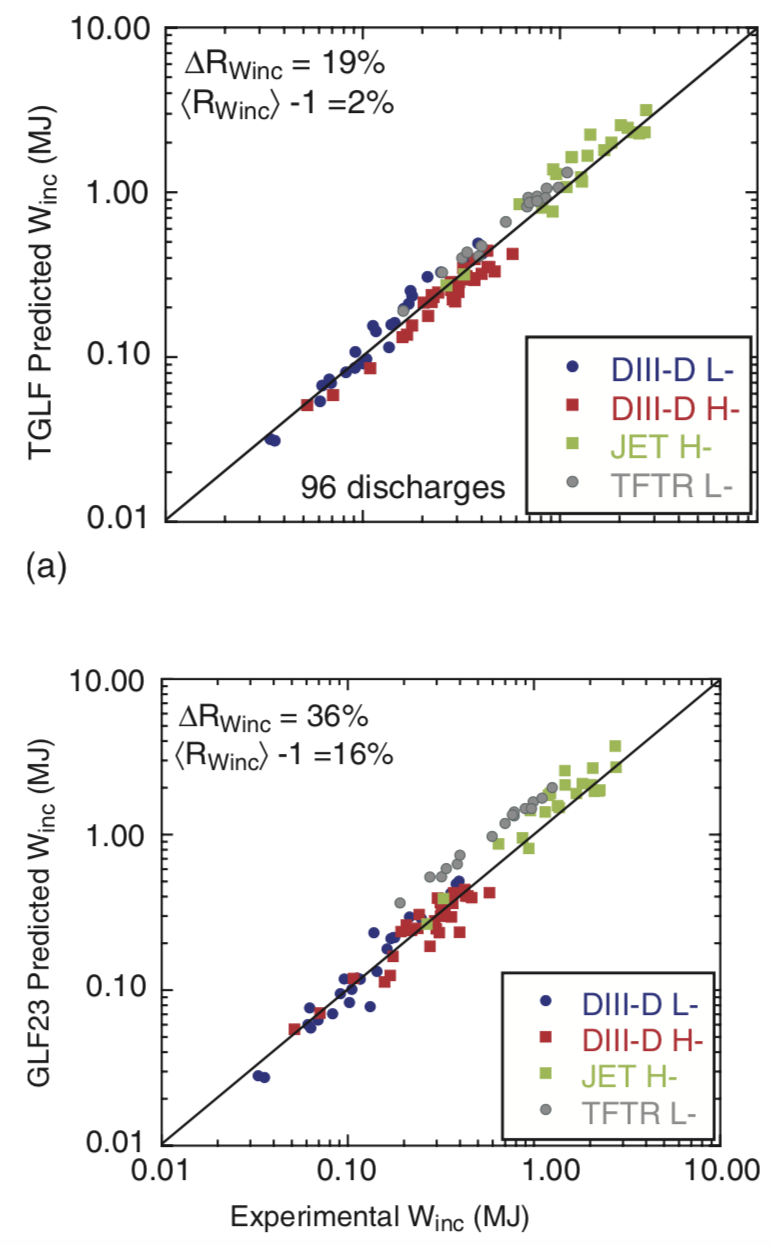 10.00
ΔR_Winc = 19%
⟨R_Winc⟩ -1 =2%
TGLF Predicted W_inc (MJ)
1.00
0.10
DIII-D L-
DIII-D H-
JET H-
TFTR L-
96 discharges
0.01
(a)
10.00
ΔR_Winc = 36%
⟨R_Winc⟩ -1 =16%
GLF23 Predicted W_inc (MJ)
1.00
0.10
DIII-D L-
DIII-D H-
JET H-
TFTR L-
0.01
0.01 0.10 1.00 10.00
Experimental W_inc (MJ)